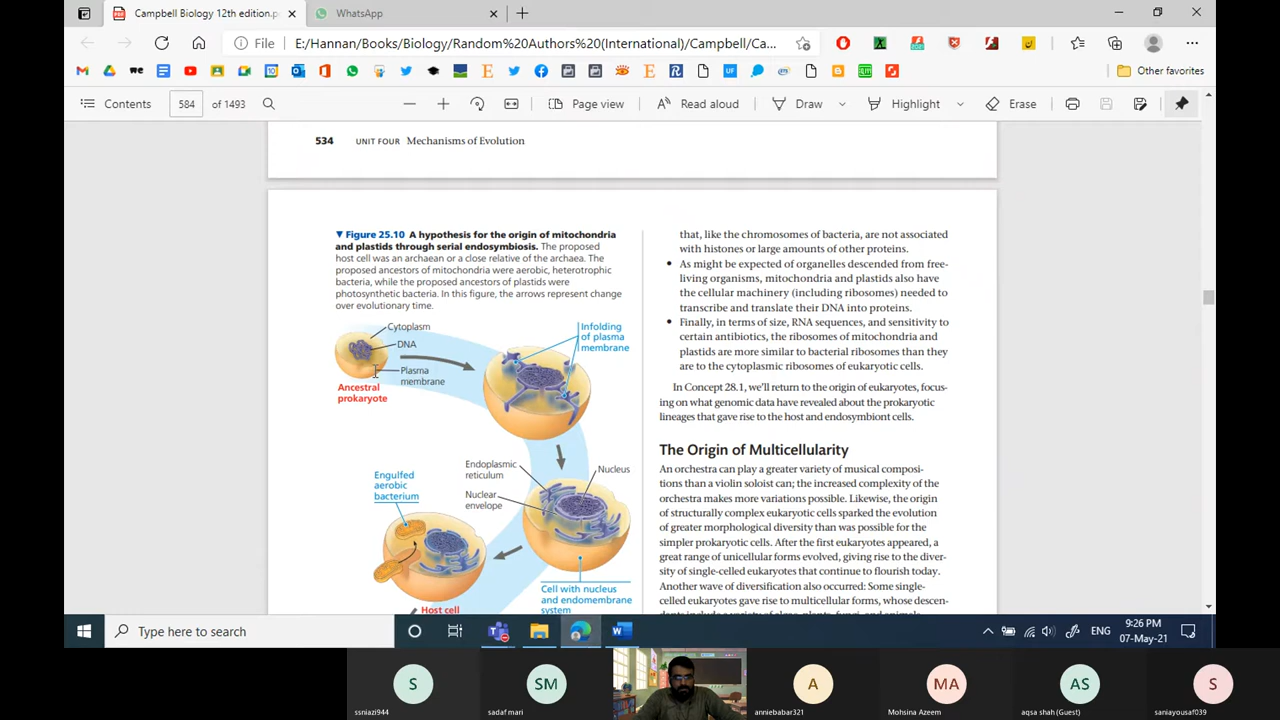 Campbell Biology 12th edition.p
WhatsApp
File
E:/Hannan/Books/Biology/Random%20Authors%20(International)/Campbell/Ca...
Other favorites
Contents
584 of 1493
Page view
Read aloud
Draw
Highlight
Erase
534 UNIT FOUR Mechanisms of Evolution
▼ Figure 25.10 A hypothesis for the origin of mitochondria
and plastids through serial endosymbiosis. The proposed
host cell was an archaean or a close relative of the archaea. The
proposed ancestors of mitochondria were aerobic, heterotrophic
bacteria, while the proposed ancestors of plastids were
photosynthetic bacteria. In this figure, the arrows represent change
over evolutionary time.
Cytoplasm
DNA
Plasma
membrane
Ancestral
prokaryote
Infolding
of plasma
membrane
Endoplasmic
reticulum
Nucleus
Nuclear
envelope
Engulfed
aerobic
bacterium
Cell with nucleus
and endomembrane
system
Host cell
that, like the chromosomes of bacteria, are not associated
with histones or large amounts of other proteins.
• As might be expected of organelles descended from free-
living organisms, mitochondria and plastids also have
the cellular machinery (including ribosomes) needed to
transcribe and translate their DNA into proteins.
• Finally, in terms of size, RNA sequences, and sensitivity to
certain antibiotics, the ribosomes of mitochondria and
plastids are more similar to bacterial ribosomes than they
are to the cytoplasmic ribosomes of eukaryotic cells.
In Concept 28.1, we'll return to the origin of eukaryotes, focus-
ing on what genomic data have revealed about the prokaryotic
lineages that gave rise to the host and endosymbiont cells.
The Origin of Multicellularity
An orchestra can play a greater variety of musical composi-
tions than a violin soloist can; the increased complexity of the
orchestra makes more variations possible. Likewise, the origin
of structurally complex eukaryotic cells sparked the evolution
of greater morphological diversity than was possible for the
simpler prokaryotic cells. After the first eukaryotes appeared, a
great range of unicellular forms evolved, giving rise to the diver-
sity of single-celled eukaryotes that continue to flourish today.
Another wave of diversification also occurred: Some single-
celled eukaryotes gave rise to multicellular forms, whose descen-
Type here to search
ENG
9:26 PM
07-May-21
S
SM
A
MA
AS
S
ssniazi944
sadaf mari
anniebabar321
Mohsina Azeem
aqsa shah (Guest)
saniayousaf039